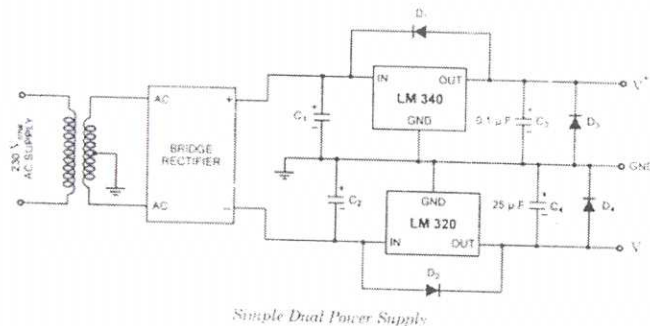 D₁
IN OUT
LM 340
GND
V⁺
AC +
C₁ +
0.1 µF C₃ +
D₃
230 Vrms
AC SUPPLY
BRIDGE
RECTIFIER
GND
C₂ +
GND
LM 320
25 µF C₄ +
D₄
AC −
IN OUT
V
D₂
Simple Dual Power Supply